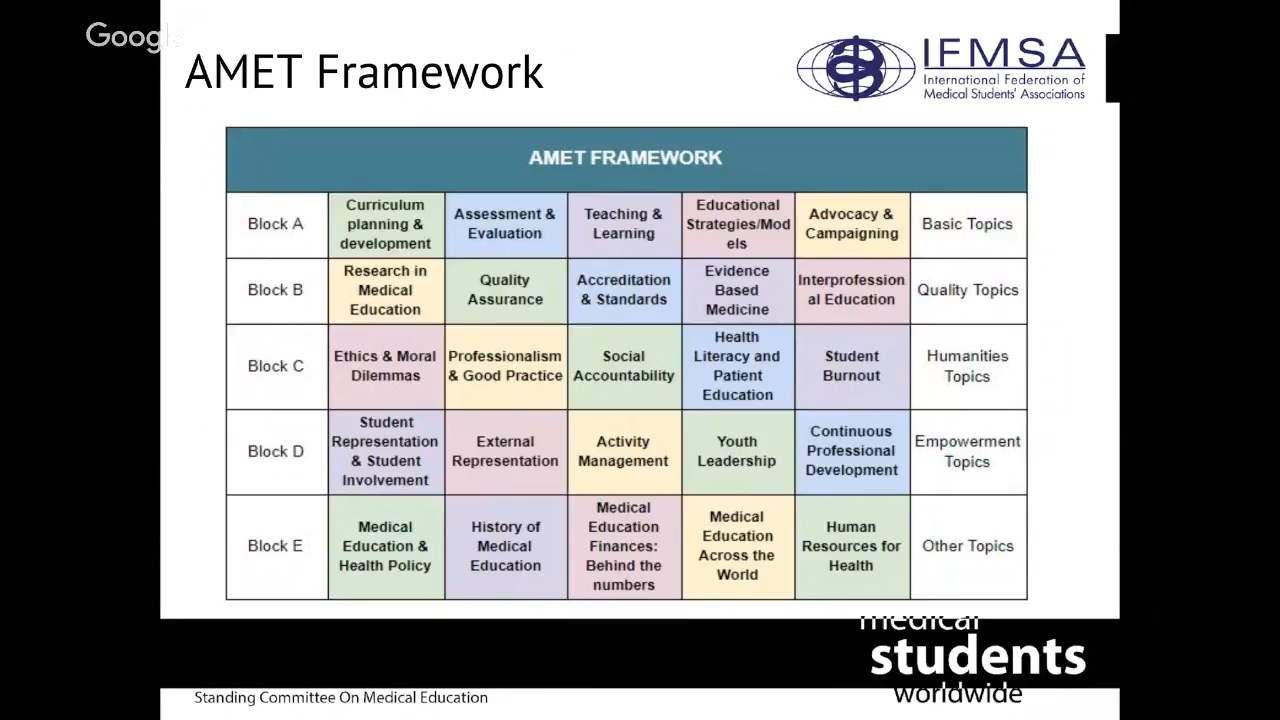 Google
AMET Framework
IFMSA
International Federation of
Medical Students' Associations
AMET FRAMEWORK
Block A
Curriculum
planning &
development
Assessment &
Evaluation
Teaching &
Learning
Educational
Strategies/Mod
els
Advocacy &
Campaigning
Basic Topics
Block B
Research in
Medical
Education
Quality
Assurance
Accreditation
& Standards
Evidence
Based
Medicine
Interprofession
al Education
Quality Topics
Block C
Ethics & Moral
Dilemmas
Professionalism
& Good Practice
Social
Accountability
Health
Literacy and
Patient
Education
Student
Burnout
Humanities
Topics
Block D
Student
Representation
& Student
Involvement
External
Representation
Activity
Management
Youth
Leadership
Continuous
Professional
Development
Empowerment
Topics
Block E
Medical
Education &
Health Policy
History of
Medical
Education
Medical
Education
Finances:
Behind the
numbers
Medical
Education
Across the
World
Human
Resources for
Health
Other Topics
medical
students
worldwide
Standing Committee On Medical Education